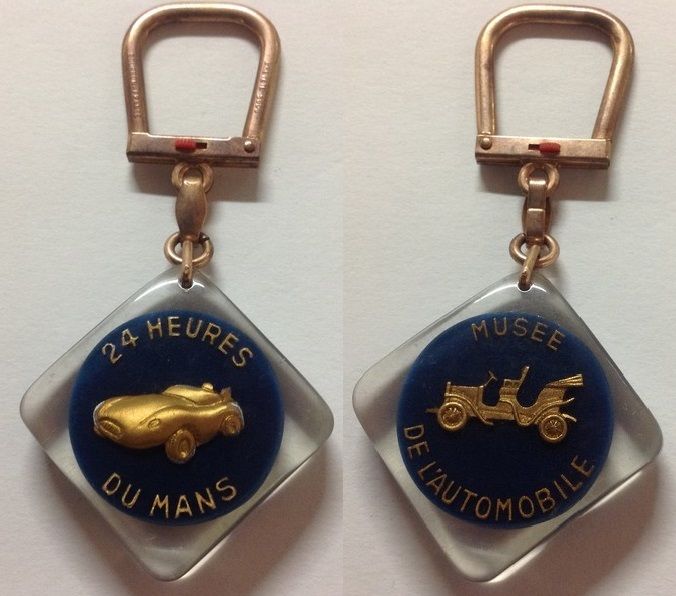 24 HEURES
DU MANS
MUSEE
DE L'AUTOMOBILE